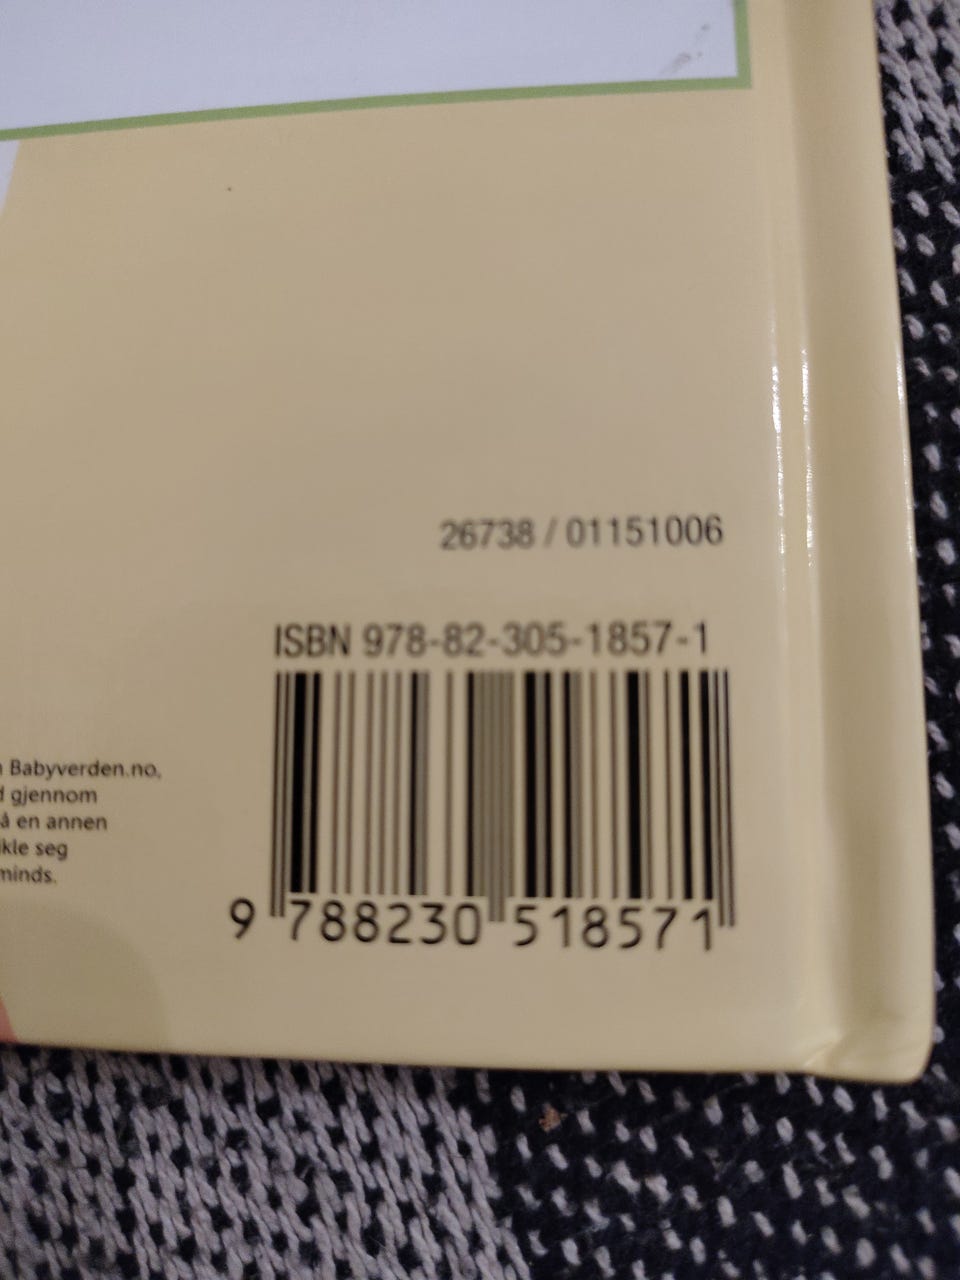 26738 / 01151006
ISBN 978-82-305-1857-1
Babyverden.no,
gjennom
å en annen
seg
minds.
9 788230 518571